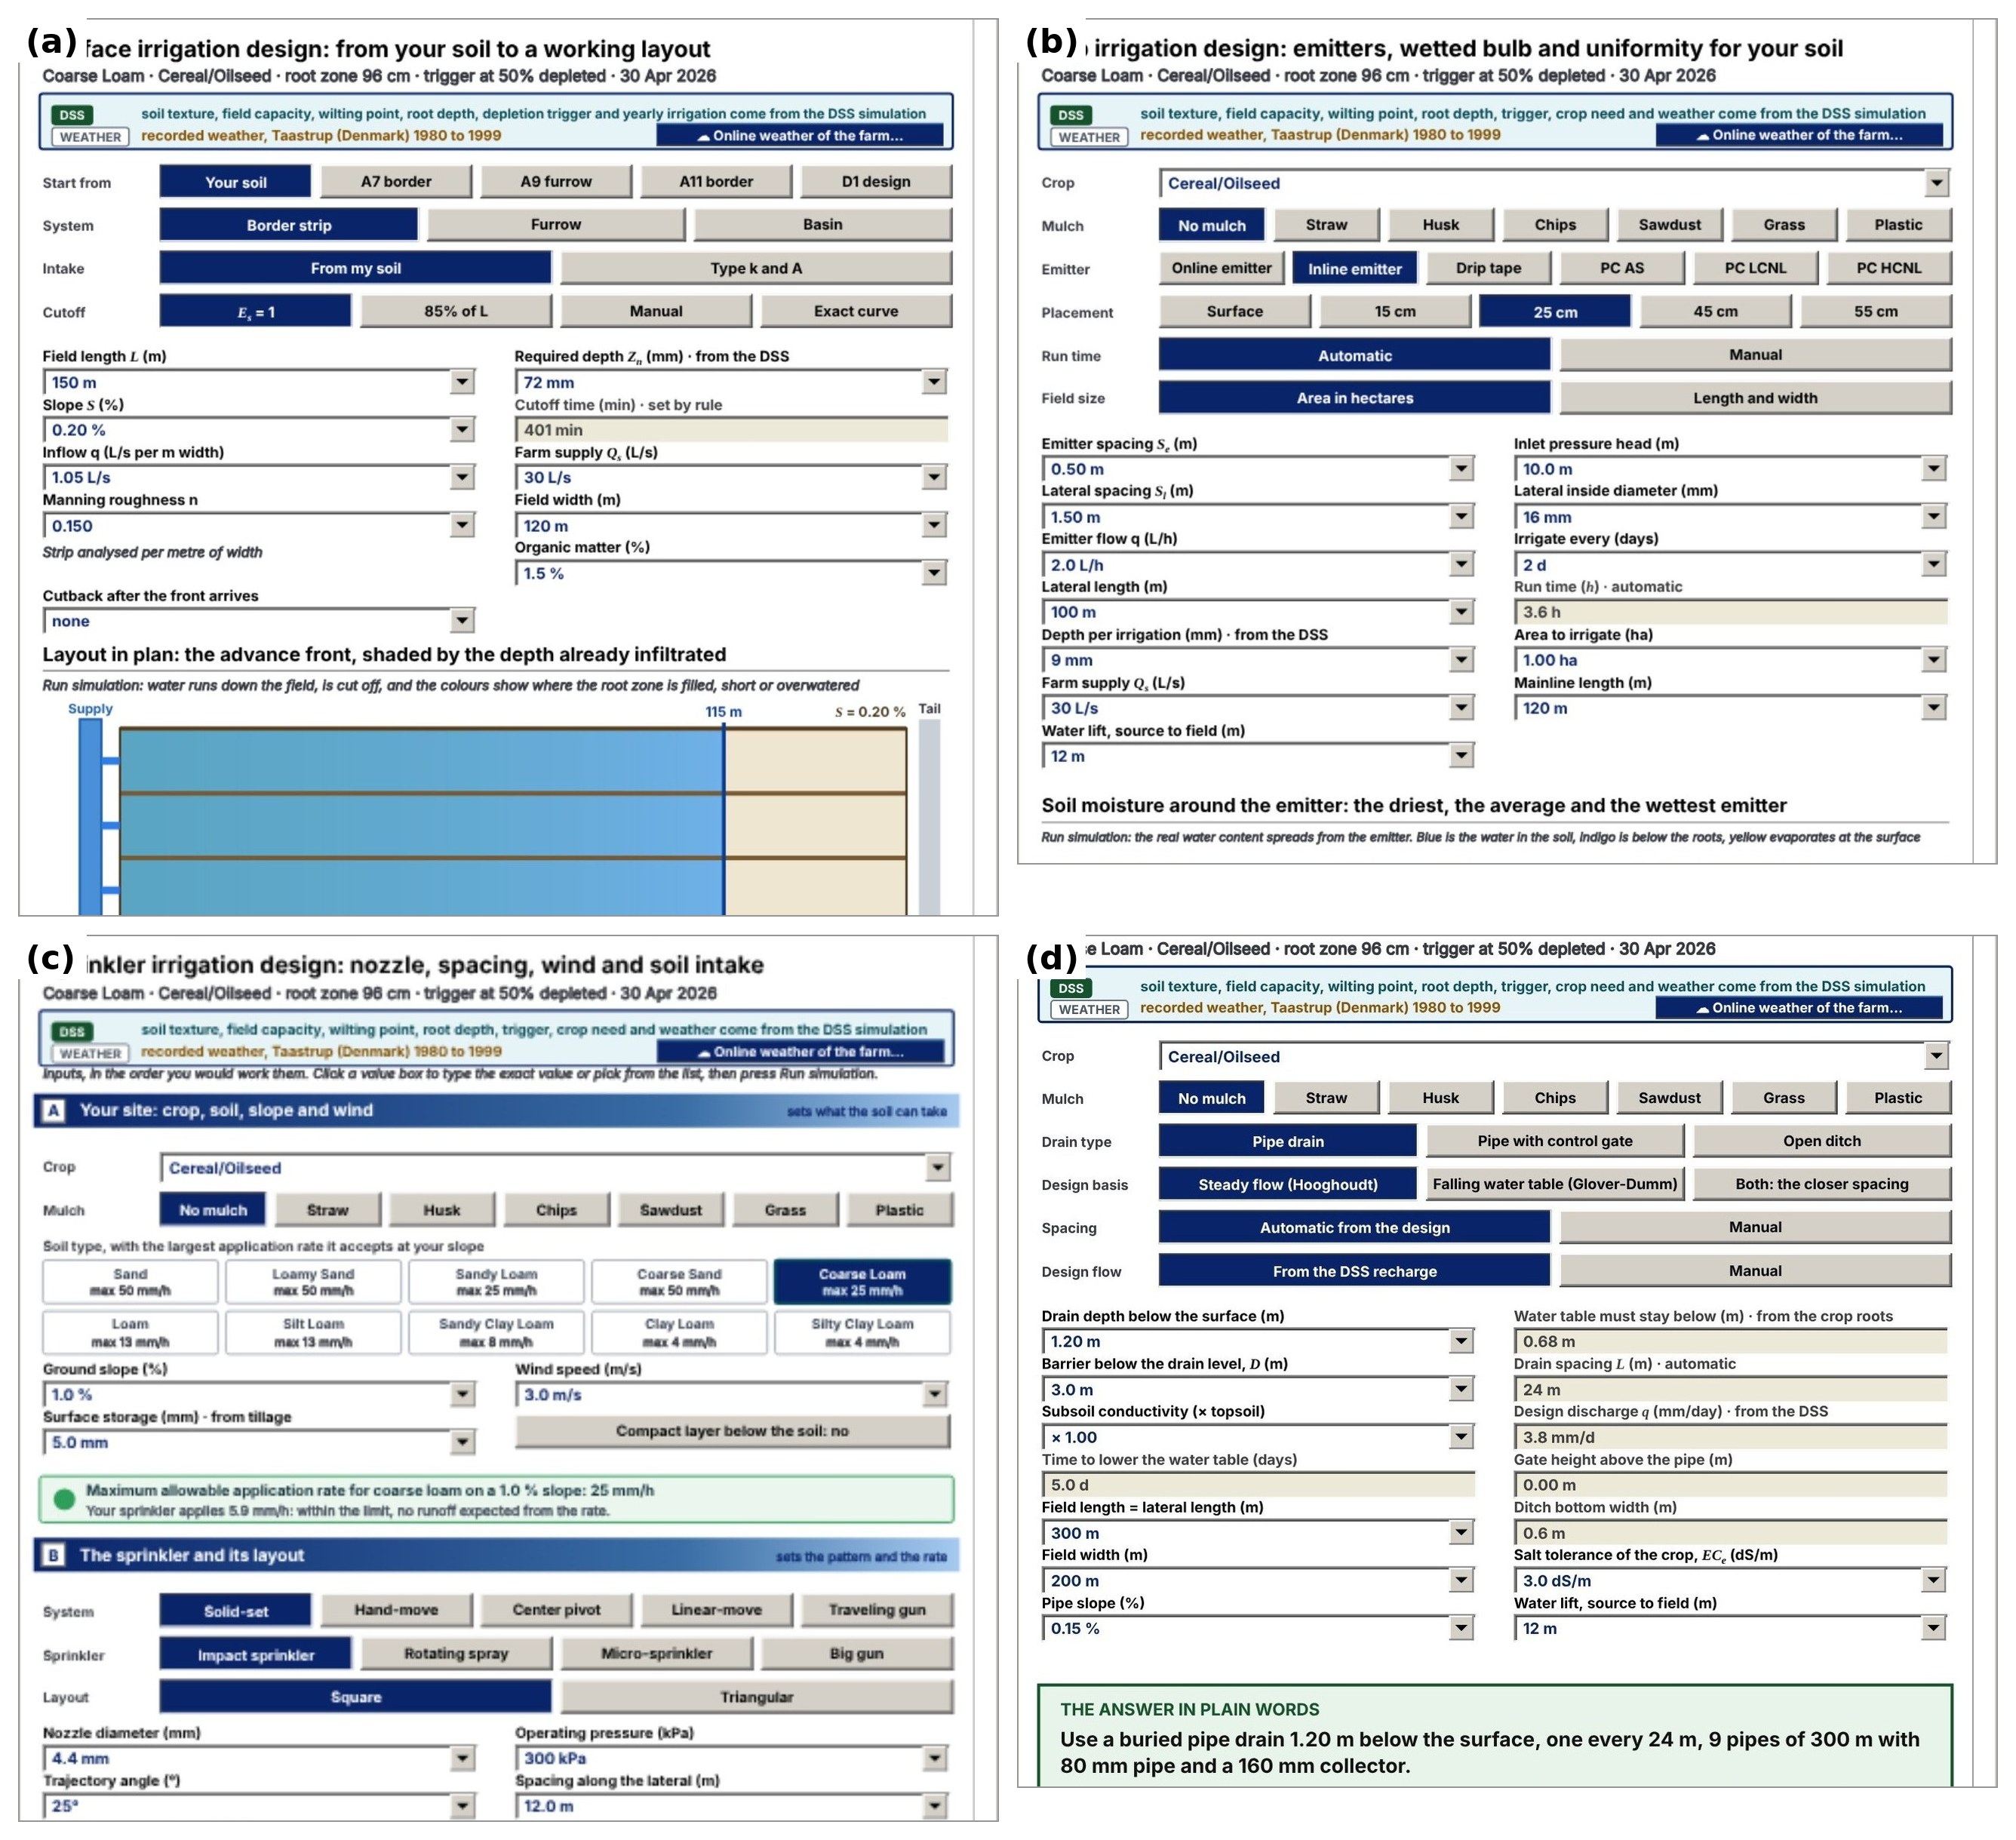 (a)
face irrigation design: from your soil to a working layout
Coarse Loam · Cereal/Oilseed · root zone 96 cm · trigger at 50% depleted · 30 Apr 2026
DSS soil texture, field capacity, wilting point, root depth, depletion trigger and yearly irrigation come from the DSS simulation
WEATHER recorded weather, Taastrup (Denmark) 1980 to 1999 ☁ Online weather of the farm...
Start from Your soil A7 border A9 furrow A11 border D1 design
System Border strip Furrow Basin
Intake From my soil Type k and A
Cutoff Es = 1 85% of L Manual Exact curve
Field length L (m) Required depth Zn (mm) · from the DSS
150 m 72 mm
Slope S (%) Cutoff time (min) · set by rule
0.20 % 401 min
Inflow q (L/s per m width) Farm supply Qs (L/s)
1.05 L/s 30 L/s
Manning roughness n Field width (m)
0.150 120 m
Strip analysed per metre of width Organic matter (%)
1.5 %
Cutback after the front arrives
none
Layout in plan: the advance front, shaded by the depth already infiltrated
Run simulation: water runs down the field, is cut off, and the colours show where the root zone is filled, short or overwatered
Supply 115 m S = 0.20 % Tail
(b)
irrigation design: emitters, wetted bulb and uniformity for your soil
Coarse Loam · Cereal/Oilseed · root zone 96 cm · trigger at 50% depleted · 30 Apr 2026
DSS soil texture, field capacity, wilting point, root depth, trigger, crop need and weather come from the DSS simulation
WEATHER recorded weather, Taastrup (Denmark) 1980 to 1999 ☁ Online weather of the farm...
Crop Cereal/Oilseed
Mulch No mulch Straw Husk Chips Sawdust Grass Plastic
Emitter Online emitter Inline emitter Drip tape PC AS PC LCNL PC HCNL
Placement Surface 15 cm 25 cm 45 cm 55 cm
Run time Automatic Manual
Field size Area in hectares Length and width
Emitter spacing Se (m) Inlet pressure head (m)
0.50 m 10.0 m
Lateral spacing Sl (m) Lateral inside diameter (mm)
1.50 m 16 mm
Emitter flow q (L/h) Irrigate every (days)
2.0 L/h 2 d
Lateral length (m) Run time (h) · automatic
100 m 3.6 h
Depth per irrigation (mm) · from the DSS Area to irrigate (ha)
9 mm 1.00 ha
Farm supply Qs (L/s) Mainline length (m)
30 L/s 120 m
Water lift, source to field (m)
12 m
Soil moisture around the emitter: the driest, the average and the wettest emitter
Run simulation: the real water content spreads from the emitter. Blue is the water in the soil, indigo is below the roots, yellow evaporates at the surface
(c)
inkler irrigation design: nozzle, spacing, wind and soil intake
Coarse Loam · Cereal/Oilseed · root zone 96 cm · trigger at 50% depleted · 30 Apr 2026
DSS soil texture, field capacity, wilting point, root depth, trigger, crop need and weather come from the DSS simulation
WEATHER recorded weather, Taastrup (Denmark) 1980 to 1999 ☁ Online weather of the farm...
Inputs, in the order you would work them. Click a value box to type the exact value or pick from the list, then press Run simulation.
A Your site: crop, soil, slope and wind sets what the soil can take
Crop Cereal/Oilseed
Mulch No mulch Straw Husk Chips Sawdust Grass Plastic
Soil type, with the largest application rate it accepts at your slope
Sand Loamy Sand Sandy Loam Coarse Sand Coarse Loam
max 50 mm/h max 50 mm/h max 25 mm/h max 50 mm/h max 25 mm/h
Loam Silt Loam Sandy Clay Loam Clay Loam Silty Clay Loam
max 13 mm/h max 13 mm/h max 8 mm/h max 4 mm/h max 4 mm/h
Ground slope (%) Wind speed (m/s)
1.0 % 3.0 m/s
Surface storage (mm) · from tillage
5.0 mm Compact layer below the soil: no
Maximum allowable application rate for coarse loam on a 1.0 % slope: 25 mm/h
Your sprinkler applies 5.9 mm/h: within the limit, no runoff expected from the rate.
B The sprinkler and its layout sets the pattern and the rate
System Solid-set Hand-move Center pivot Linear-move Traveling gun
Sprinkler Impact sprinkler Rotating spray Micro-sprinkler Big gun
Layout Square Triangular
Nozzle diameter (mm) Operating pressure (kPa)
4.4 mm 300 kPa
Trajectory angle (°) Spacing along the lateral (m)
25° 12.0 m
(d)
se Loam · Cereal/Oilseed · root zone 96 cm · trigger at 50% depleted · 30 Apr 2026
DSS soil texture, field capacity, wilting point, root depth, trigger, crop need and weather come from the DSS simulation
WEATHER recorded weather, Taastrup (Denmark) 1980 to 1999 ☁ Online weather of the farm...
Crop Cereal/Oilseed
Mulch No mulch Straw Husk Chips Sawdust Grass Plastic
Drain type Pipe drain Pipe with control gate Open ditch
Design basis Steady flow (Hooghoudt) Falling water table (Glover-Dumm) Both: the closer spacing
Spacing Automatic from the design Manual
Design flow From the DSS recharge Manual
Drain depth below the surface (m) Water table must stay below (m) · from the crop roots
1.20 m 0.68 m
Barrier below the drain level, D (m) Drain spacing L (m) · automatic
3.0 m 24 m
Subsoil conductivity (× topsoil) Design discharge q (mm/day) · from the DSS
× 1.00 3.8 mm/d
Time to lower the water table (days) Gate height above the pipe (m)
5.0 d 0.00 m
Field length = lateral length (m) Ditch bottom width (m)
300 m 0.6 m
Field width (m) Salt tolerance of the crop, ECe (dS/m)
200 m 3.0 dS/m
Pipe slope (%) Water lift, source to field (m)
0.15 % 12 m
THE ANSWER IN PLAIN WORDS
Use a buried pipe drain 1.20 m below the surface, one every 24 m, 9 pipes of 300 m with
80 mm pipe and a 160 mm collector.